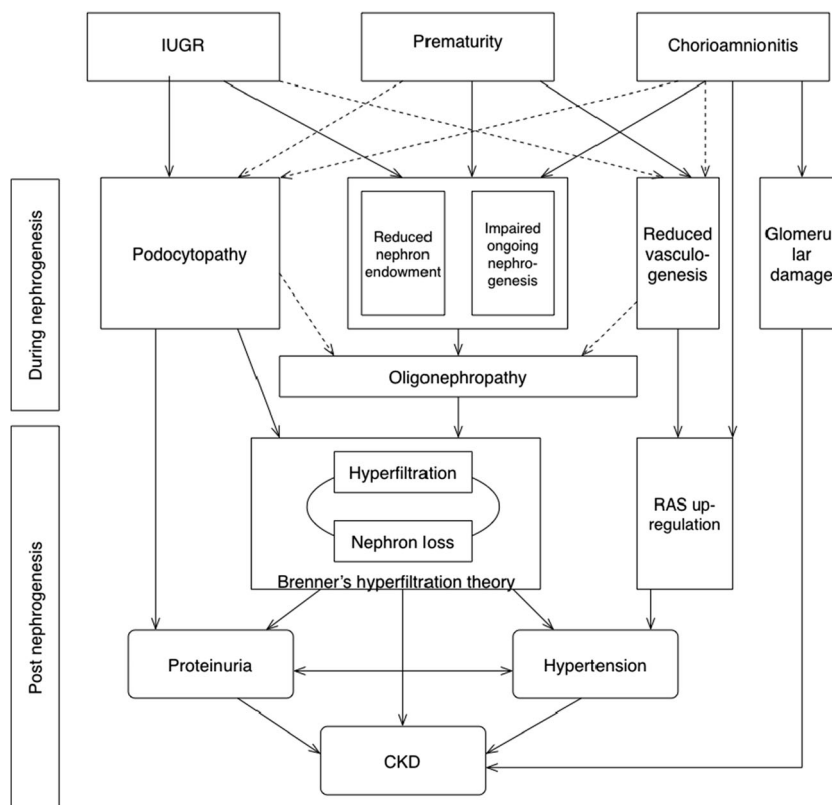 IUGR
Prematurity
Chorioamnionitis
During nephrogenesis
Podocytopathy
Reduced
nephron
endowment
Impaired
ongoing
nephro-
genesis
Reduced
vasculo-
genesis
Glomeru
lar
damage
Oligonephropathy
Post nephrogenesis
Hyperfiltration
Nephron loss
Brenner's hyperfiltration theory
RAS up-
regulation
Proteinuria
Hypertension
CKD